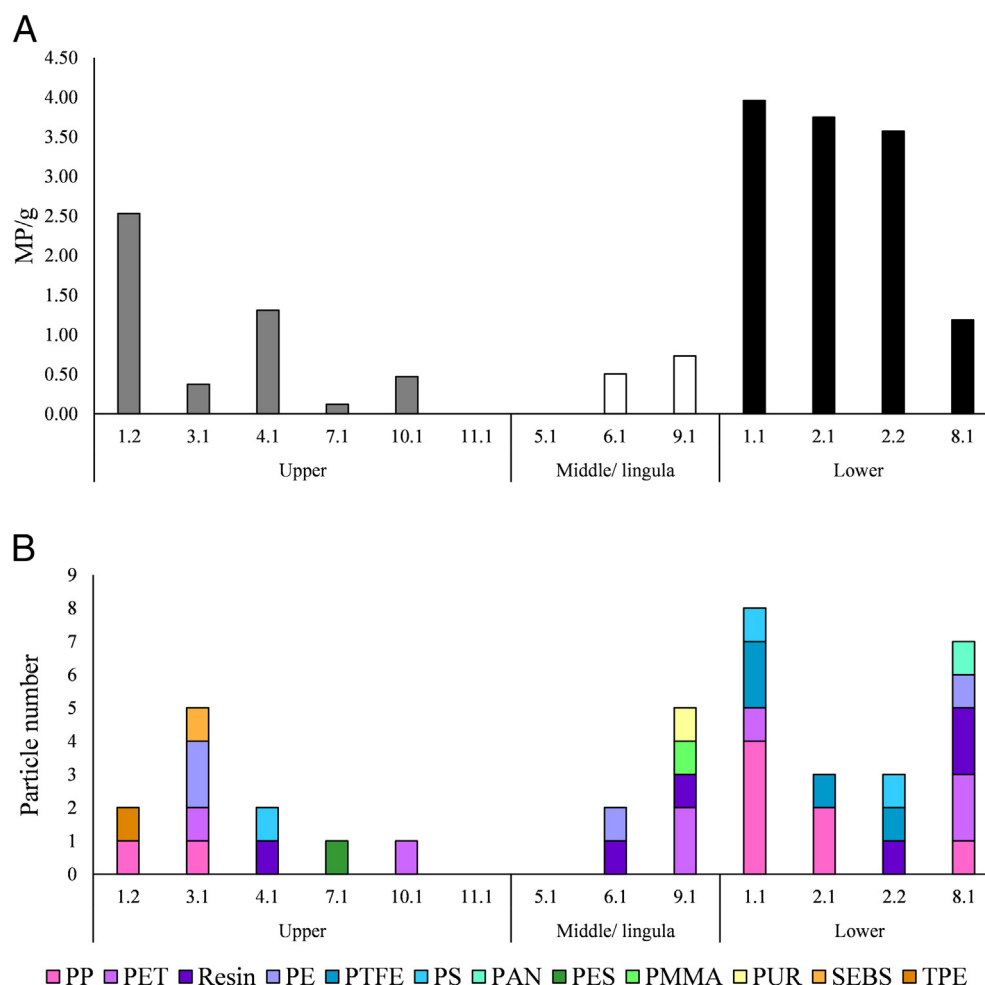 A
4.50
4.00
3.50
3.00
2.50
2.00
1.50
1.00
0.50
0.00
MP/g
1.2 3.1 4.1 7.1 10.1 11.1 5.1 6.1 9.1 1.1 2.1 2.2 8.1
Upper Middle/ lingula Lower
B
9
8
7
6
5
4
3
2
1
0
Particle number
1.2 3.1 4.1 7.1 10.1 11.1 5.1 6.1 9.1 1.1 2.1 2.2 8.1
Upper Middle/ lingula Lower
PP PET Resin PE PTFE PS PAN PES PMMA PUR SEBS TPE